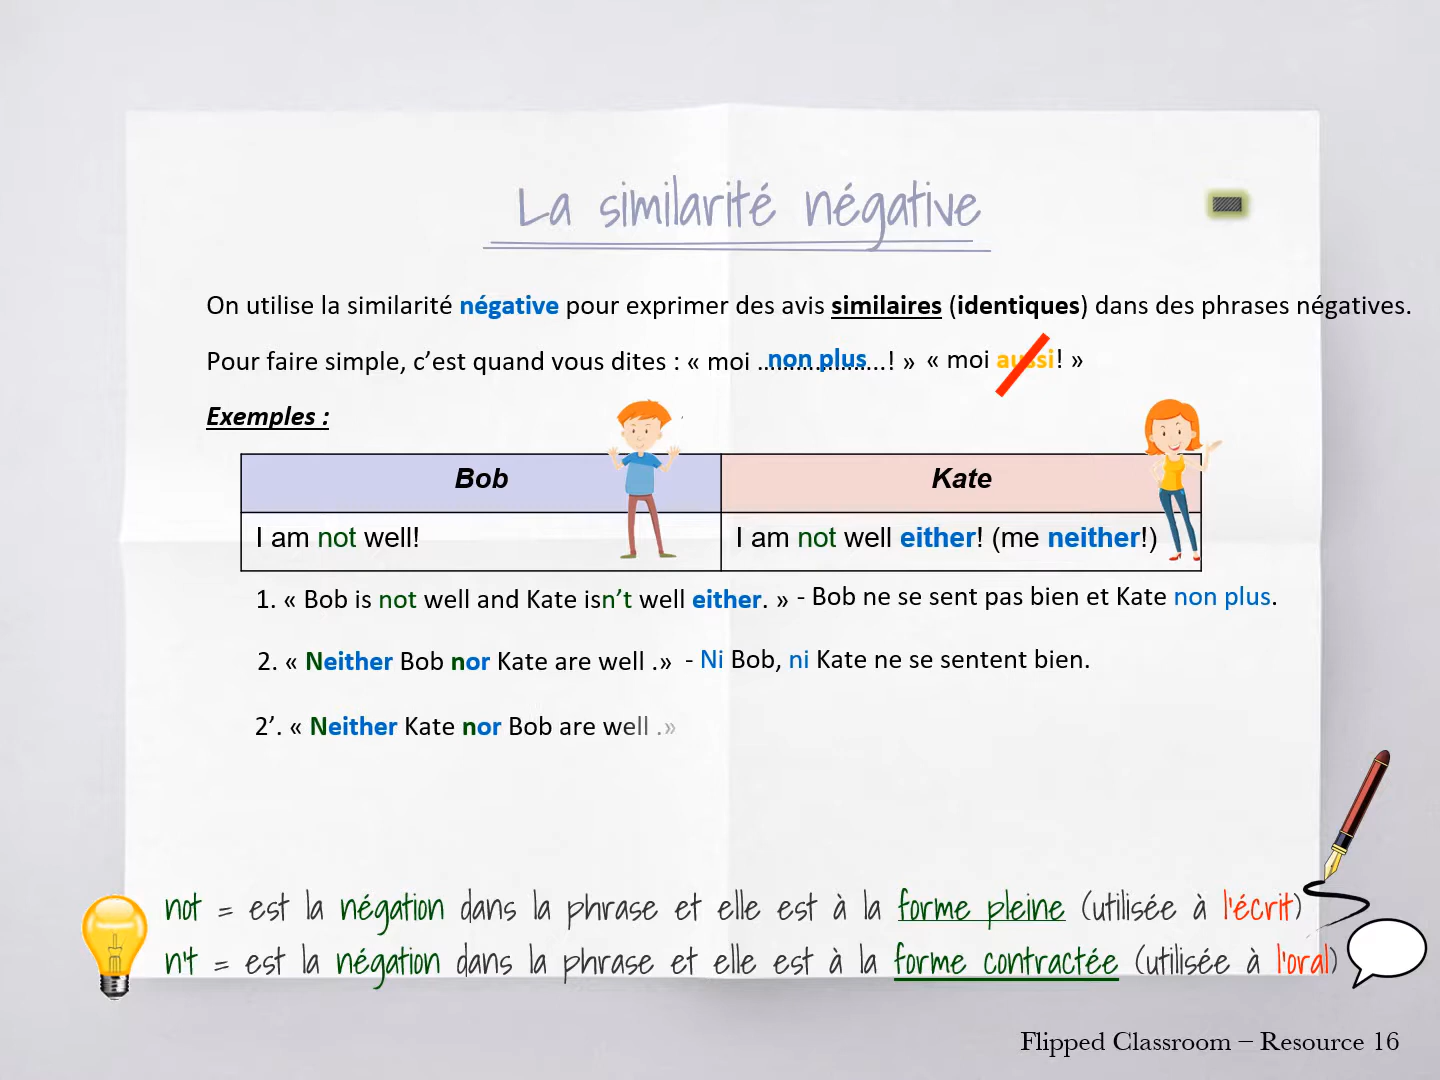 La similarité négative
On utilise la similarité négative pour exprimer des avis similaires (identiques) dans des phrases négatives.
Pour faire simple, c’est quand vous dites : « moi ...non plus...! » « moi aussi! »
Exemples :
Bob
Kate
I am not well!
I am not well either! (me neither!)
1. « Bob is not well and Kate isn’t well either. » - Bob ne se sent pas bien et Kate non plus.
2. « Neither Bob nor Kate are well .» - Ni Bob, ni Kate ne se sentent bien.
2’. « Neither Kate nor Bob are well .»
not = est la négation dans la phrase et elle est à la forme pleine (utilisée à l'écrit)
n't = est la négation dans la phrase et elle est à la forme contractée (utilisée à l'oral)
Flipped Classroom – Resource 16